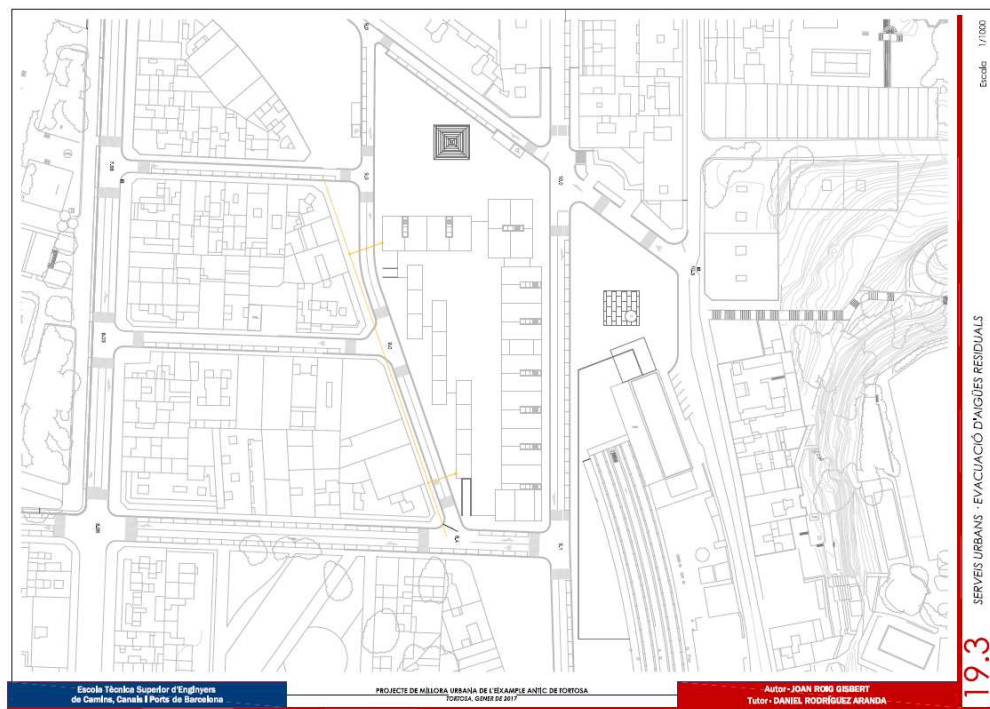 Escala 1/1000
SERVEIS URBANS · EVACUACIÓ D'AIGÜES RESIDUALS
19.3
Escola Tècnica Superior d'Enginyers
de Camins, Canals i Ports de Barcelona
PROJECTE DE MILLORA URBANA DE L'EIXAMPLE ANTIC DE TORTOSA
TORTOSA, GENER DE 2017
Autor - JOAN ROIG GISBERT
Tutor - DANIEL RODRÍGUEZ ARANDA